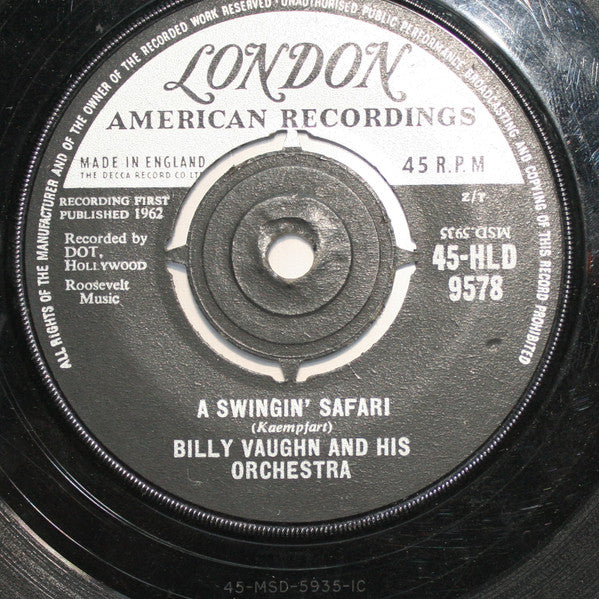 ALL RIGHTS OF THE MANUFACTURER AND OF THE OWNER OF THE RECORDED WORK RESERVED · UNAUTHORISED PUBLIC PERFORMANCE, BROADCASTING AND COPYING OF THIS RECORD PROHIBITED
LONDON
AMERICAN RECORDINGS
MADE IN ENGLAND
THE DECCA RECORD CO. LTD
45 R.P.M
RECORDING FIRST
PUBLISHED 1962
Z/T
Recorded by
DOT,
HOLLYWOOD
MSD.5935
45-HLD
9578
Roosevelt
Music
A SWINGIN' SAFARI
(Kaempfart)
BILLY VAUGHN AND HIS
ORCHESTRA
45-MSD-5935-1C